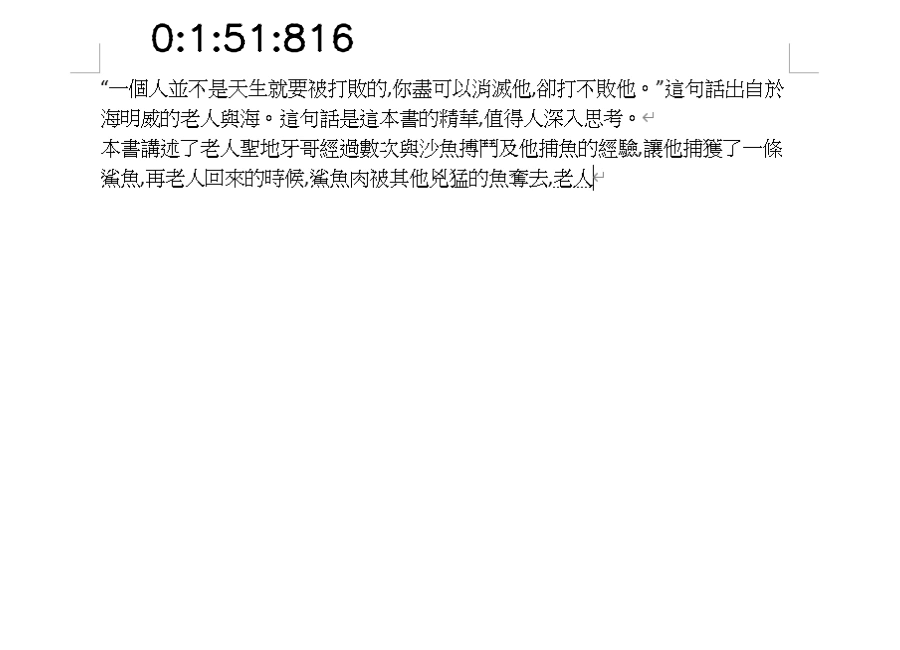 0:1:51:816
“一個人並不是天生就要被打敗的,你盡可以消滅他,卻打不敗他。”這句話出自於
海明威的老人與海。這句話是這本書的精華,值得人深入思考。
本書講述了老人聖地牙哥經過數次與沙魚搏鬥及他捕魚的經驗,讓他捕獲了一條
鯊魚,再老人回來的時候,鯊魚肉被其他兇猛的魚奪去,老人